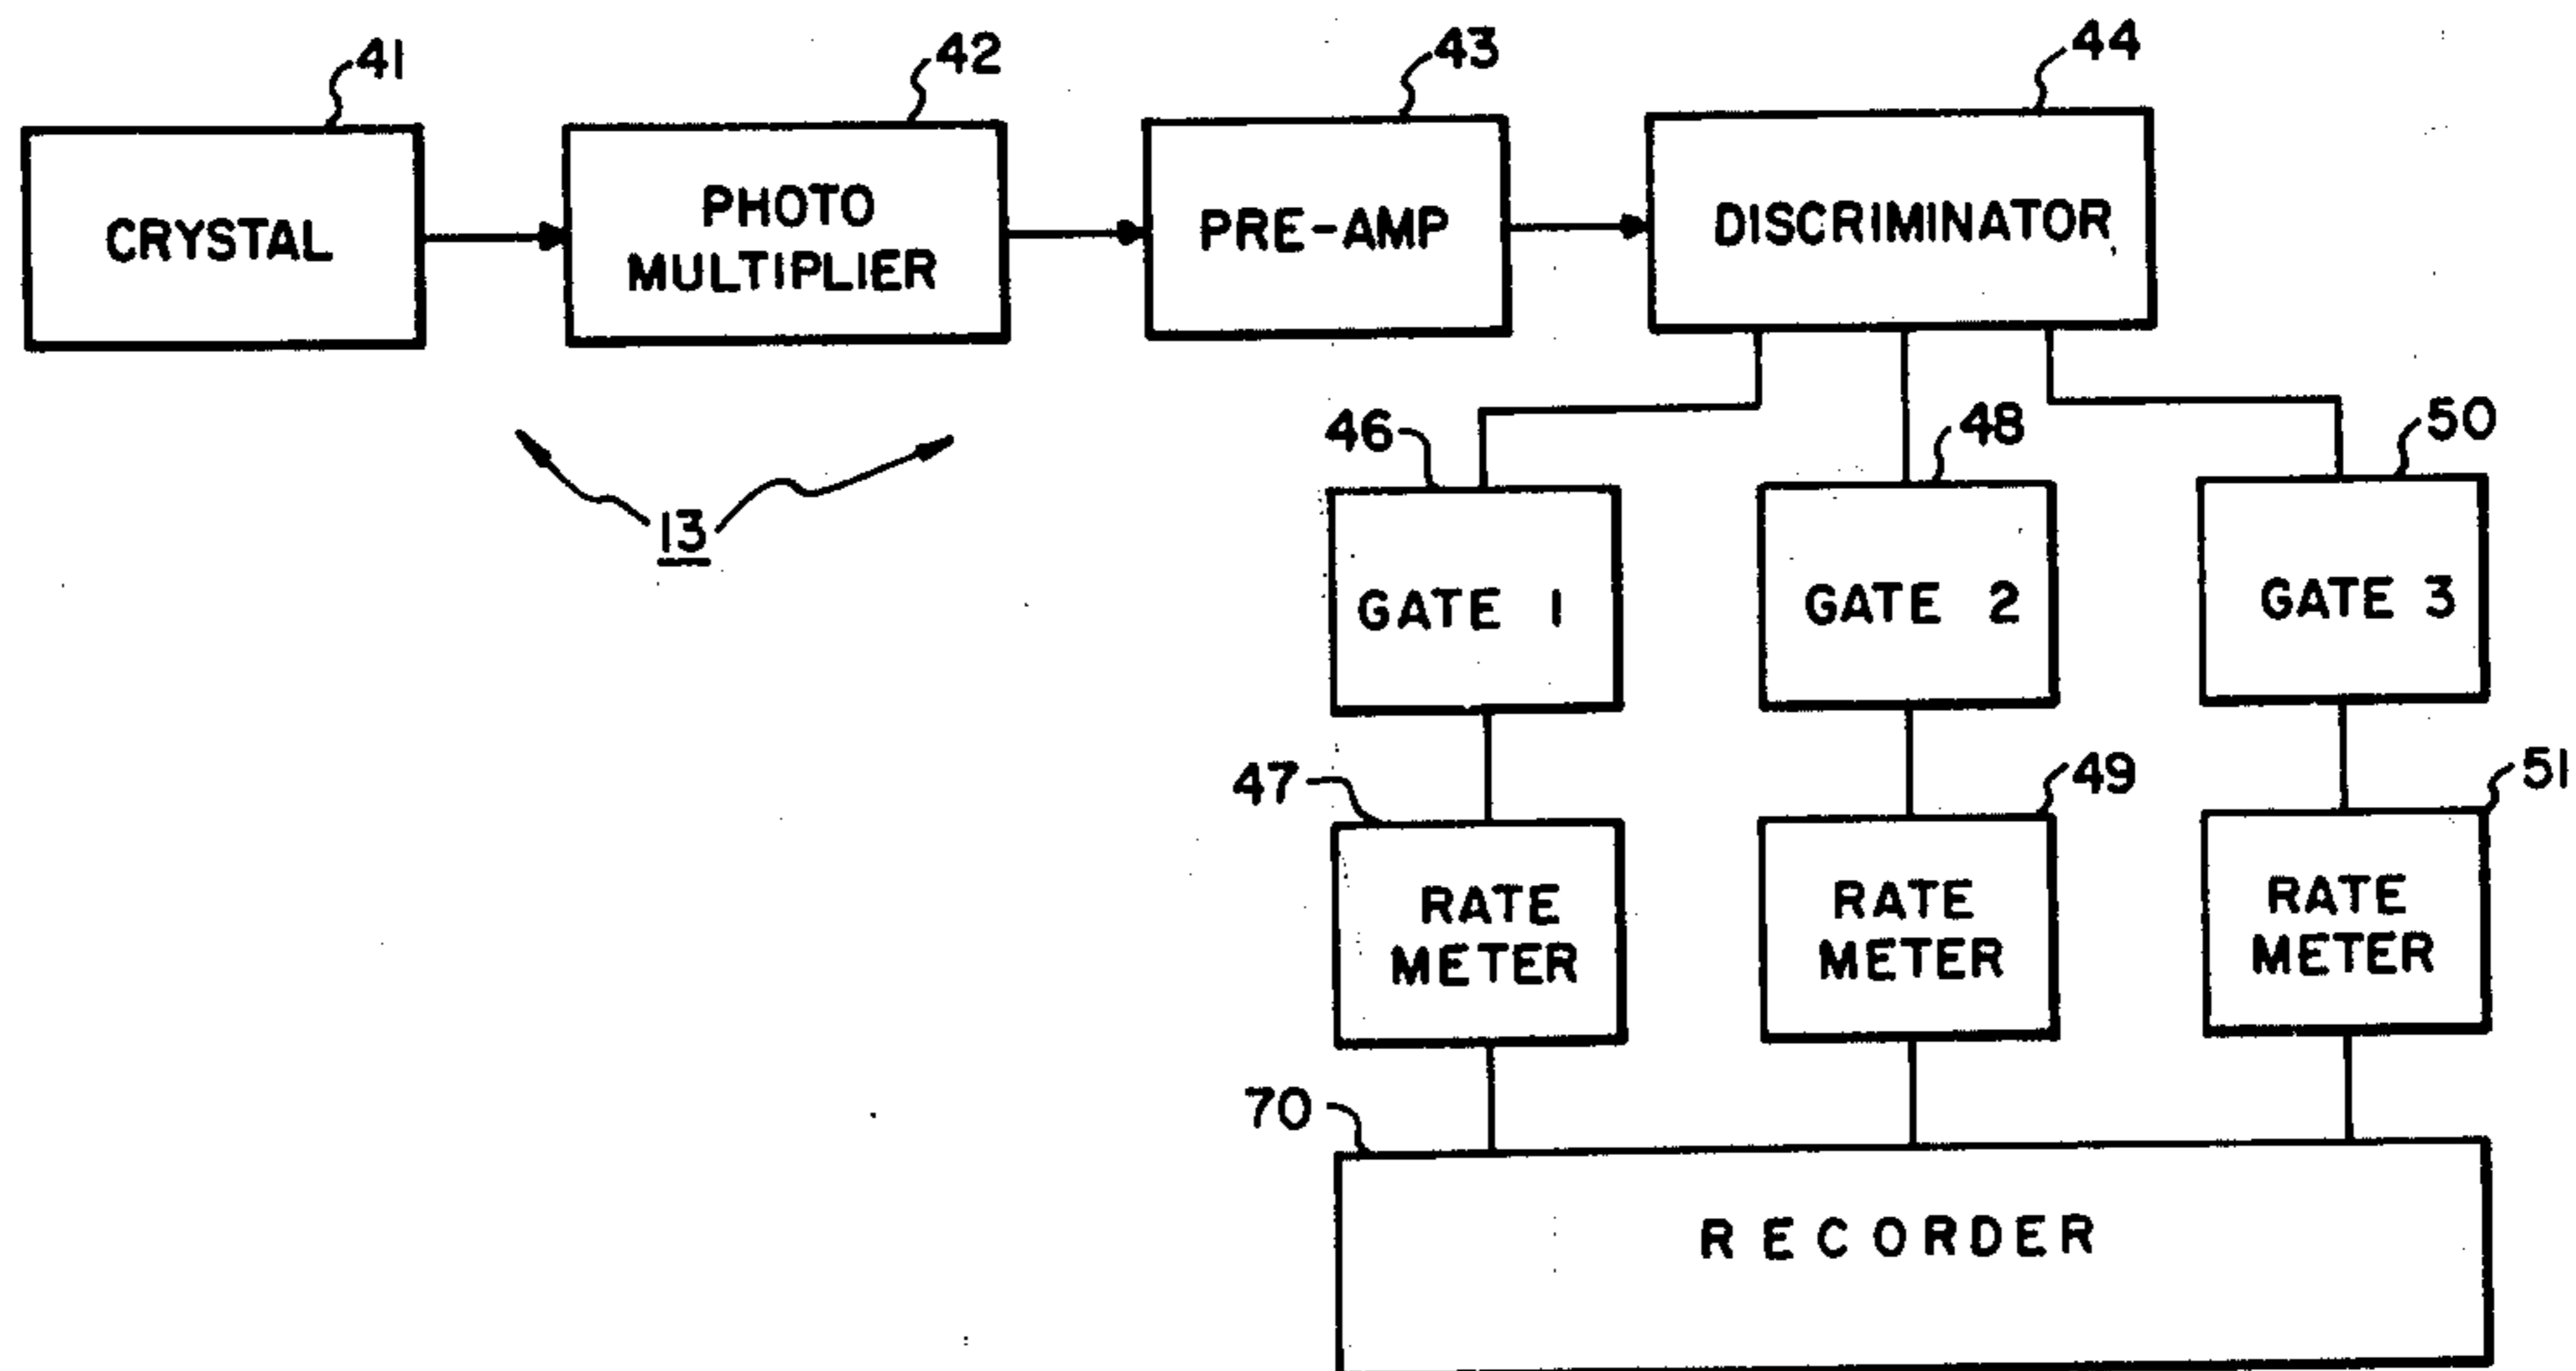 41
42
43
44
CRYSTAL
PHOTO
MULTIPLIER
PRE-AMP
DISCRIMINATOR
13
46
48
50
GATE 1
GATE 2
GATE 3
47
49
51
RATE
METER
RATE
METER
RATE
METER
70
RECORDER